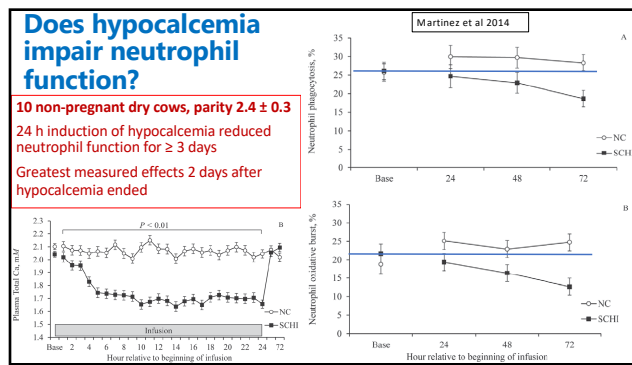 Does hypocalcemia
impair neutrophil
function?
10 non-pregnant dry cows, parity 2.4 ± 0.3
24 h induction of hypocalcemia reduced
neutrophil function for ≥ 3 days
Greatest measured effects 2 days after
hypocalcemia ended
P < 0.01
B
Plasma Total Ca, mM
2.2
2.1
2.0
1.9
1.8
1.7
1.6
1.5
1.4
NC
SCHI
Infusion
Base 2 4 6 8 10 12 14 16 18 20 22 24 72
Hour relative to beginning of infusion
Martinez et al 2014
A
Neutrophil phagocytosis, %
35
30
25
20
15
10
5
0
NC
SCHI
Base 24 48 72
B
Neutrophil oxidative burst, %
35
30
25
20
15
10
5
0
NC
SCHI
Base 24 48 72
Hour relative to beginning of infusion